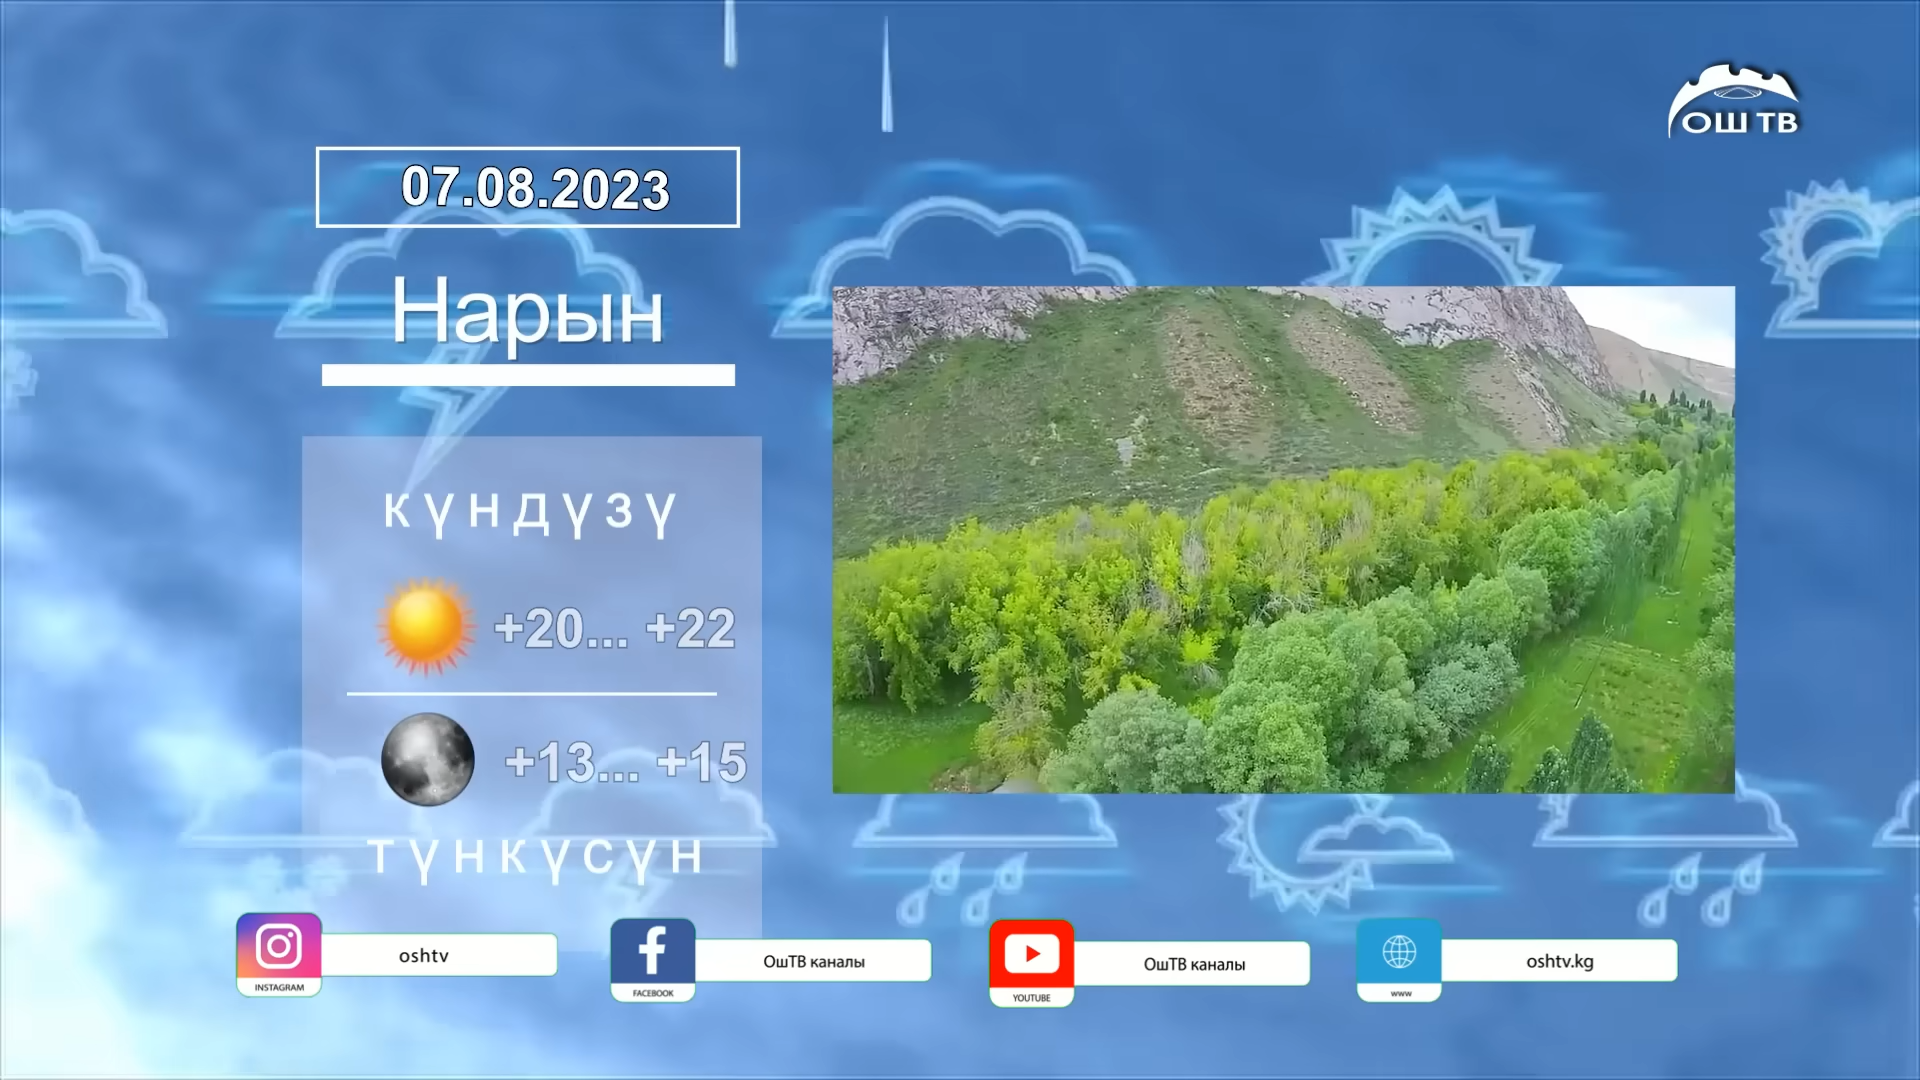 ОШ ТВ
07.08.2023
Нарын
күндүзү
+20... +22
+13... +15
түнкүсүн
oshtv
INSTAGRAM
ОшТВ каналы
FACEBOOK
ОшТВ каналы
YOUTUBE
oshtv.kg
www